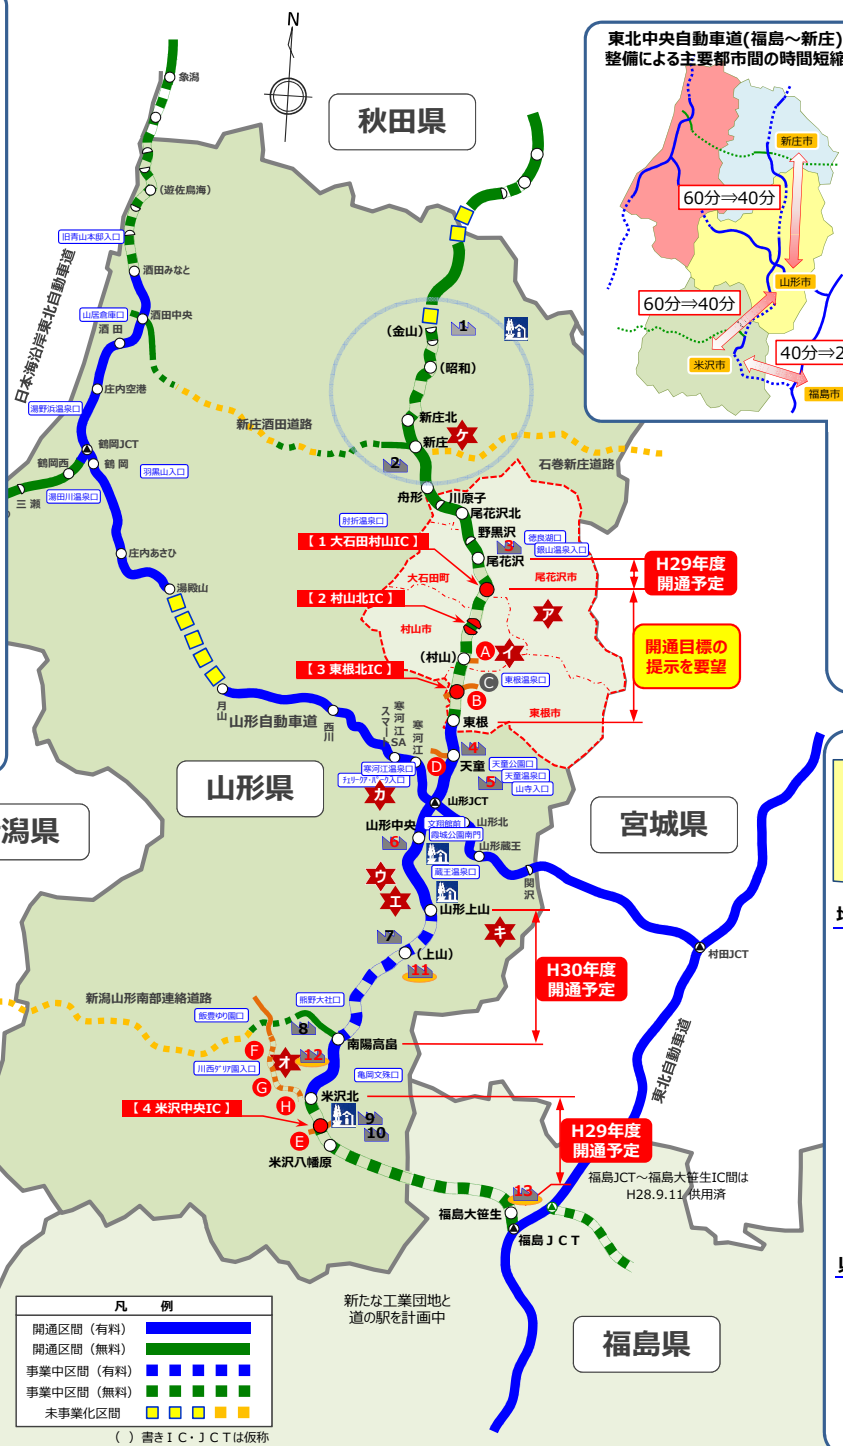 N
象潟
秋田県
東北中央自動車道(福島～新庄)
整備による主要都市間の時間短縮
新庄市
60分⇒40分
山形市
60分⇒40分
米沢市
40分⇒2
福島市
(遊佐鳥海)
旧青山本邸入口
酒田みなと
日本海沿岸東北自動車道
山居倉庫口
酒田中央
酒 田
庄内空港
湯野浜温泉口
鶴岡JCT
鶴岡西
鶴 岡
羽黒山入口
湯田川温泉口
三 瀬
庄内あさひ
湯殿山
(金山)
1
(昭和)
新庄北
新庄
ケ
新庄酒田道路
2
石巻新庄道路
舟形
川原子
尾花沢北
肘折温泉口
野黒沢
徳良湖口
【 1 大石田村山IC 】
3
銀山温泉入口
尾花沢
大石田町
尾花沢市
H29年度
開通予定
【 2 村山北IC 】
ア
村山市
A
イ
(村山)
開通目標の
提示を要望
【 3 東根北IC 】
C
東根温泉口
B
東根市
東根
月山
山形自動車道
西川
寒河江SA
スマート
寒河江
4
天童
D
天童公園口
寒河江温泉口
天童温泉口
チェリークア・パーク入口
5
山寺入口
山形県
カ
山形JCT
宮城県
潟県
山形中央
文翔館前
山形北
霞城公園南門
6
山形蔵王
蔵王温泉口
関沢
ウ
エ
山形上山
キ
7
(上山)
村田JCT
11
H30年度
開通予定
新潟山形南部連絡道路
熊野大社口
飯豊ゆり園口
8
南陽高畠
F
オ
12
川西ダリア園入口
亀岡文殊口
G
H
米沢北
東北自動車道
【 4 米沢中央IC 】
9
10
E
米沢八幡原
H29年度
開通予定
福島JCT～福島大笹生IC間は
H28.9.11 供用済
13
福島大笹生
福島ＪＣＴ
新たな工業団地と
道の駅を計画中
福島県
凡 例
開通区間（有料）
開通区間（無料）
事業中区間（有料）
事業中区間（無料）
未事業化区間
（ ）書きＩＣ・ＪＣＴは仮称